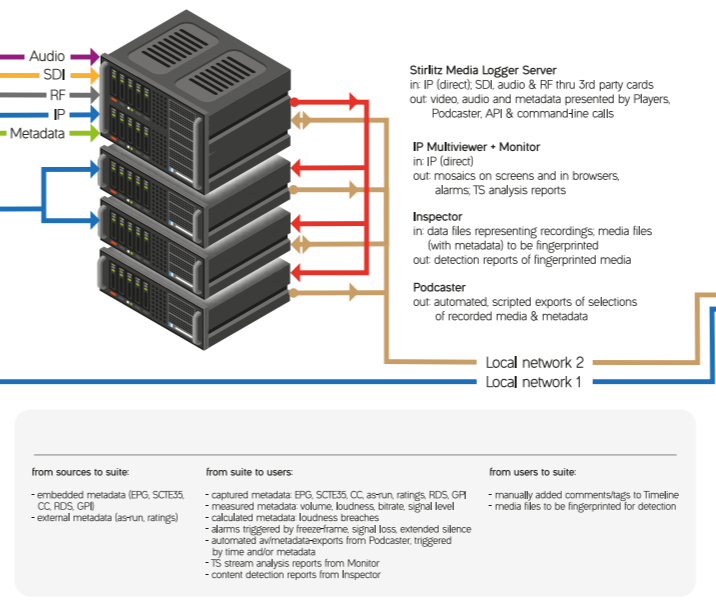 Audio
SDI
RF
IP
Metadata
Stirlitz Media Logger Server
in: IP (direct); SDI, audio & RF thru 3rd party cards
out: video, audio and metadata presented by Players,
Podcaster, API & command-line calls
IP Multiviewer + Monitor
in: IP (direct)
out: mosaics on screens and in browsers,
alarms; TS analysis reports
Inspector
in: data files representing recordings; media files
(with metadata) to be fingerprinted
out: detection reports of fingerprinted media
Podcaster
out: automated, scripted exports of selections
of recorded media & metadata
Local network 2
Local network 1
from sources to suite:
- embedded metadata (EPG, SCTE35,
CC, RDS, GPI)
- external metadata (as-run, ratings)
from suite to users:
- captured metadata: EPG, SCTE35, CC, as-run, ratings, RDS, GPI
- measured metadata: volume, loudness, bitrate, signal level
- calculated metadata: loudness breaches
- alarms triggered by freeze-frame, signal loss, extended silence
- automated av/metadata-exports from Podcaster, triggered
by time and/or metadata
- TS stream analysis reports from Monitor
- content detection reports from Inspector
from users to suite:
- manually added comments/tags to Timeline
- media files to be fingerprinted for detection